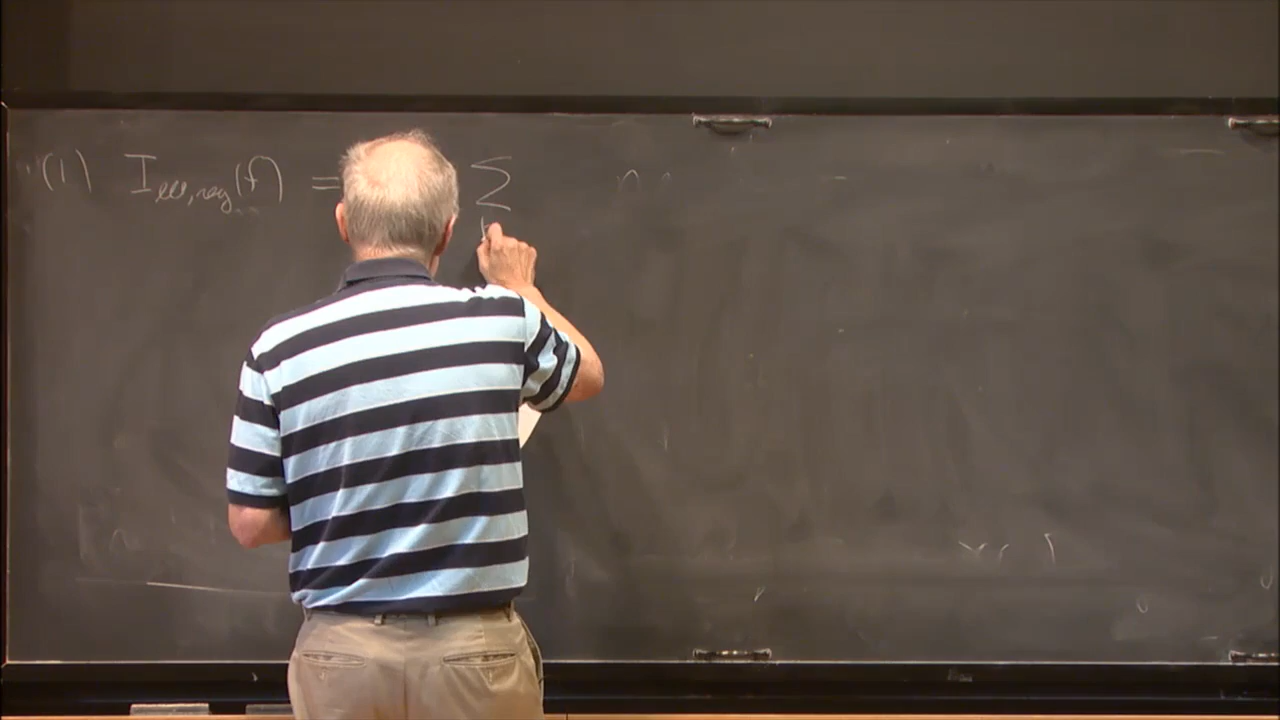 (1) I_{ell,reg}(f) = Σ